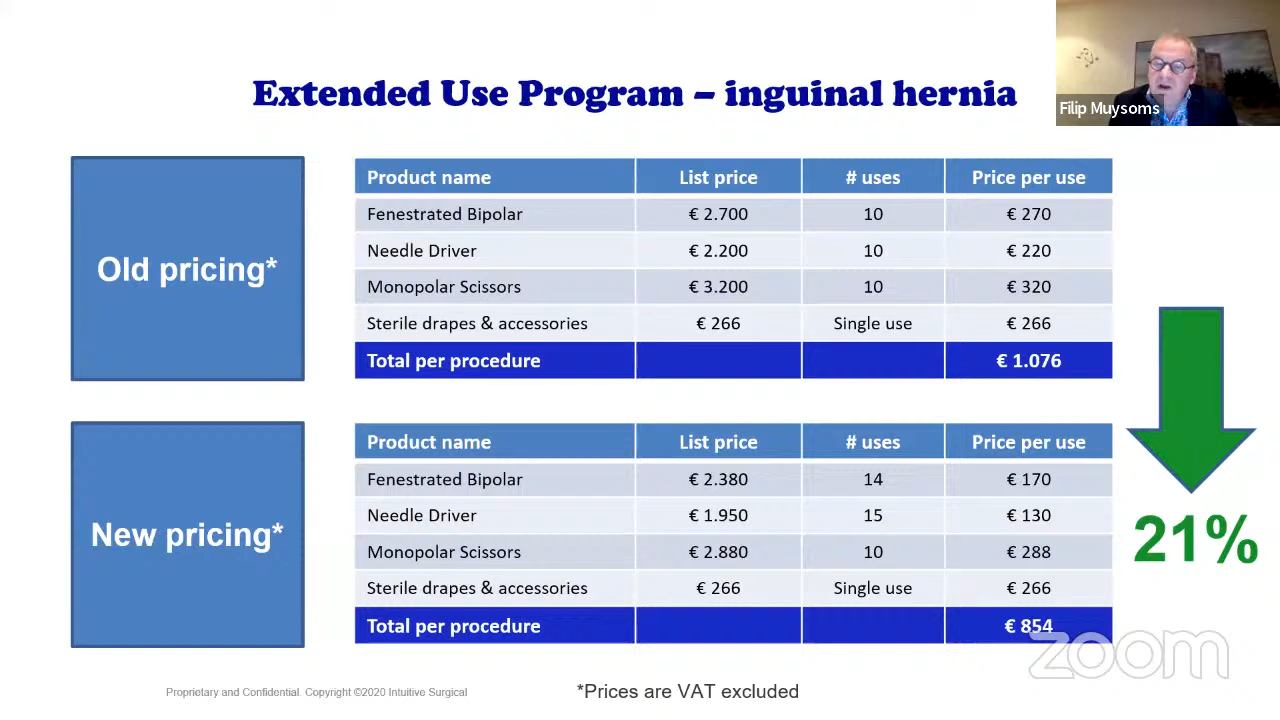 Extended Use Program – inguinal hernia
Filip Muysoms
Old pricing*
Product name List price # uses Price per use
Fenestrated Bipolar € 2.700 10 € 270
Needle Driver € 2.200 10 € 220
Monopolar Scissors € 3.200 10 € 320
Sterile drapes & accessories € 266 Single use € 266
Total per procedure € 1.076
New pricing*
Product name List price # uses Price per use
Fenestrated Bipolar € 2.380 14 € 170
Needle Driver € 1.950 15 € 130
Monopolar Scissors € 2.880 10 € 288
Sterile drapes & accessories € 266 Single use € 266
Total per procedure € 854
21%
zoom
Proprietary and Confidential. Copyright ©2020 Intuitive Surgical
*Prices are VAT excluded